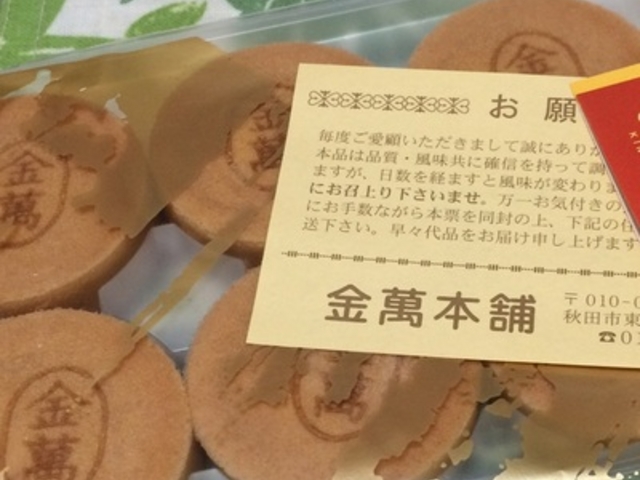 お願
毎度ご愛顧いただきまして誠にありが
本品は品質・風味共に確信を持って調
ますが、日数を経ますと風味が変わりま
にお召上り下さいませ。万一お気付きの
にお手数ながら本票を同封の上、下記の住
送下さい。早々代品をお届け申し上げます
金萬本舗
〒010-0
秋田市東
☎01
金
金
金萬
金萬
萬